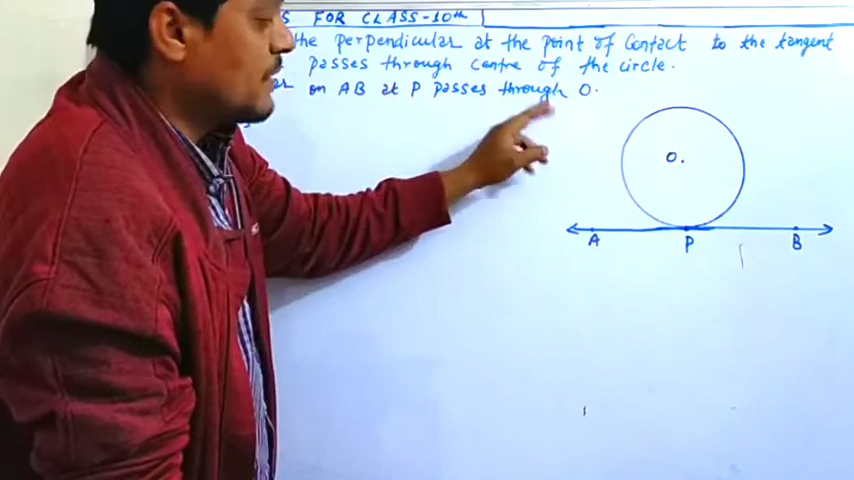 S FOR CLASS-10th
the perpendicular at the point of Contact to the tangent
passes through centre of the circle.
on AB at P passes through O.
O.
A
P
B